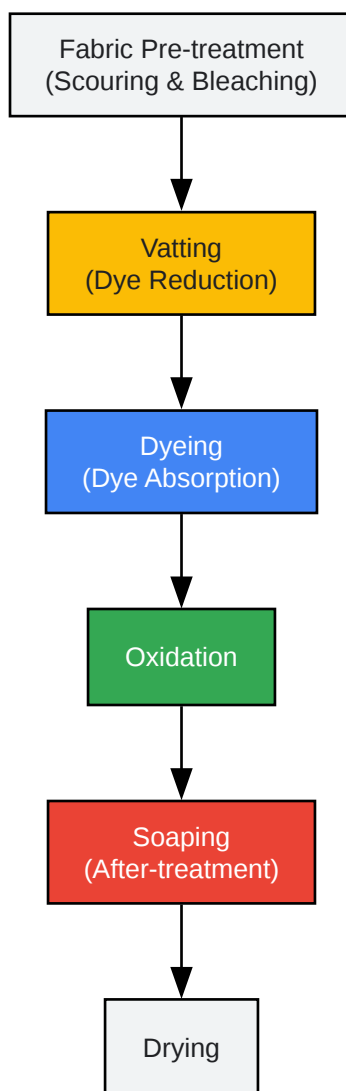 Fabric Pre-treatment
(Scouring & Bleaching)
Vatting
(Dye Reduction)
Dyeing
(Dye Absorption)
Oxidation
Soaping
(After-treatment)
Drying